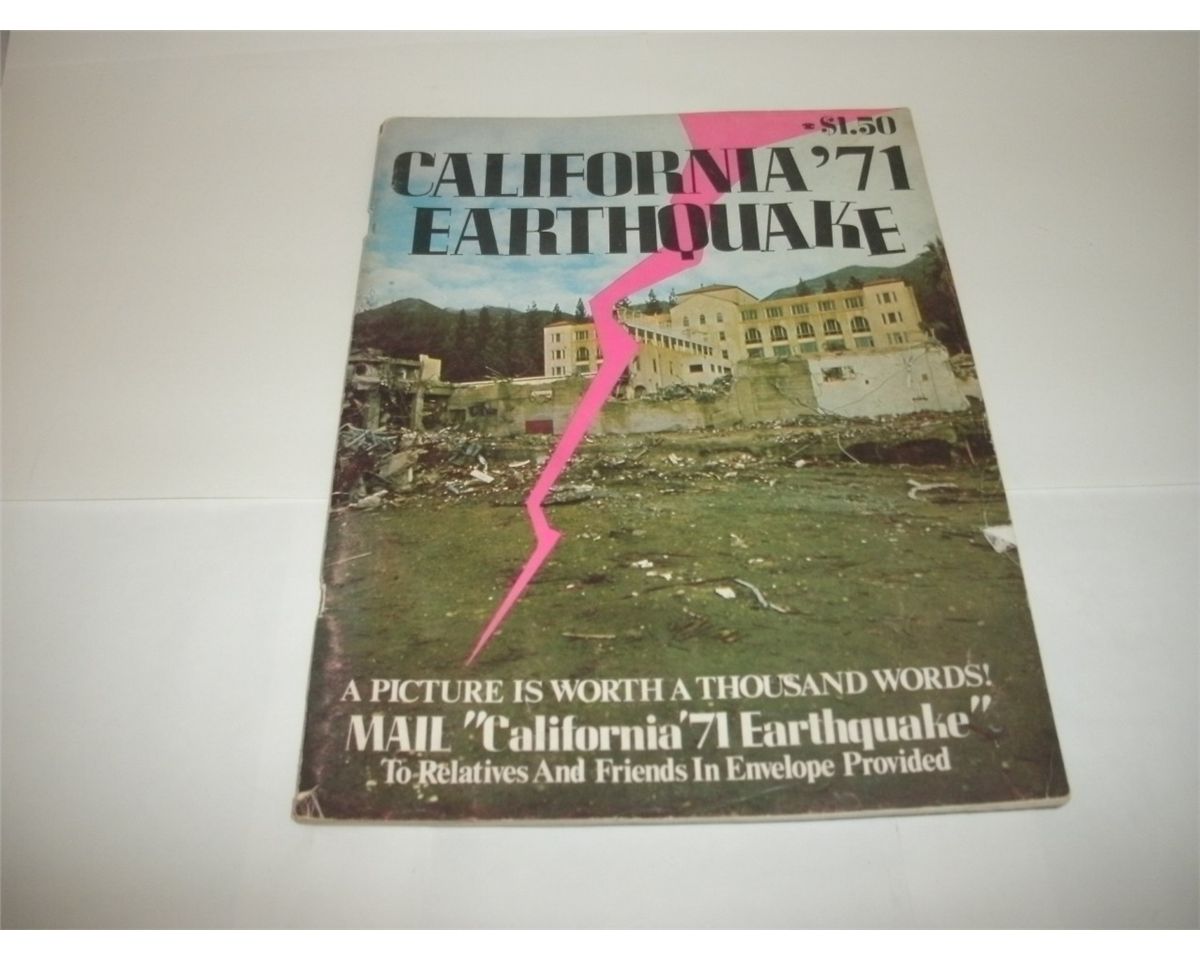 $1.50
CALIFORNIA '71
EARTHQUAKE
A PICTURE IS WORTH A THOUSAND WORDS!
MAIL "California '71 Earthquake"
To Relatives And Friends In Envelope Provided